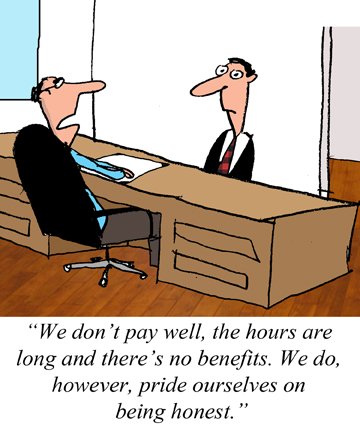 “We don’t pay well, the hours are
long and there’s no benefits. We do,
however, pride ourselves on
being honest.”